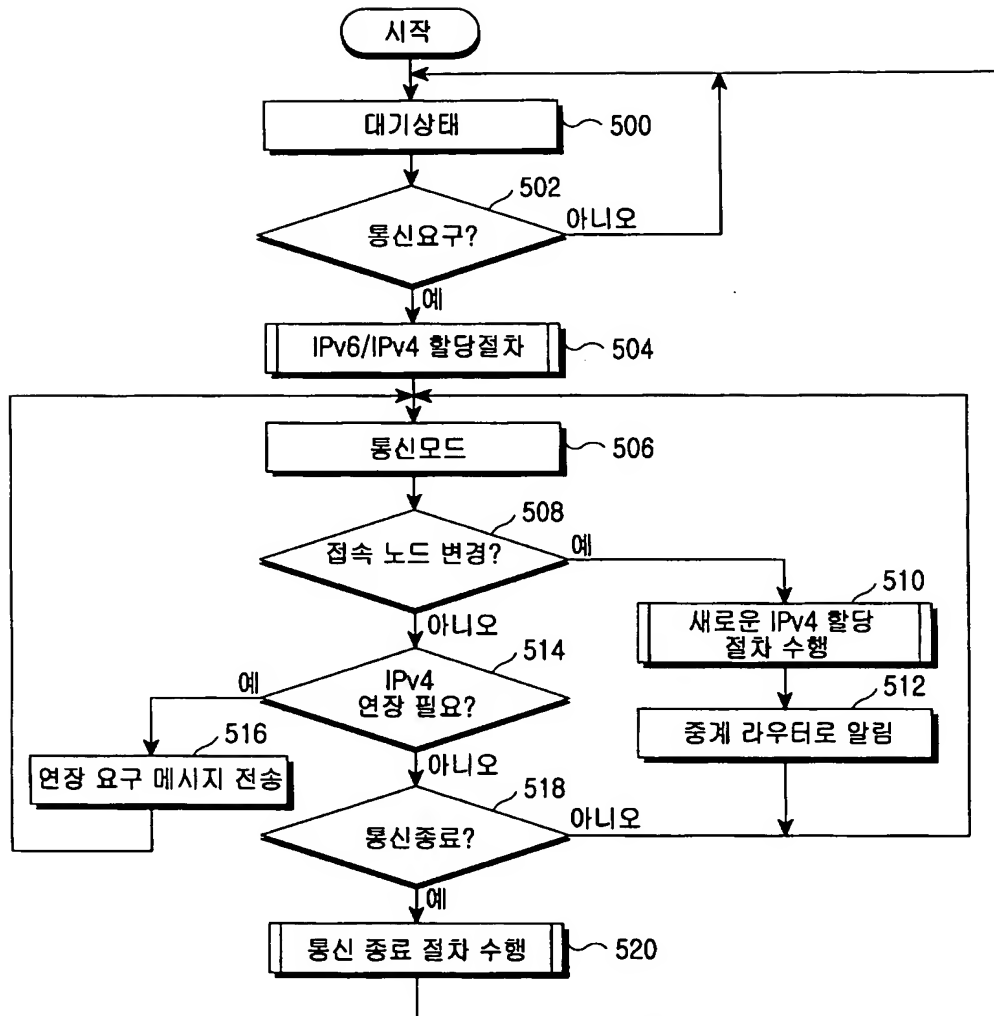 시작
대기상태
500
502
통신요구?
아니오
예
IPv6/IPv4 할당절차
504
통신모드
506
508
접속 노드 변경?
예
510
새로운 IPv4 할당
절차 수행
아니오
514
IPv4
연장 필요?
예
512
중계 라우터로 알림
516
연장 요구 메시지 전송
아니오
518
통신종료?
아니오
예
통신 종료 절차 수행
520